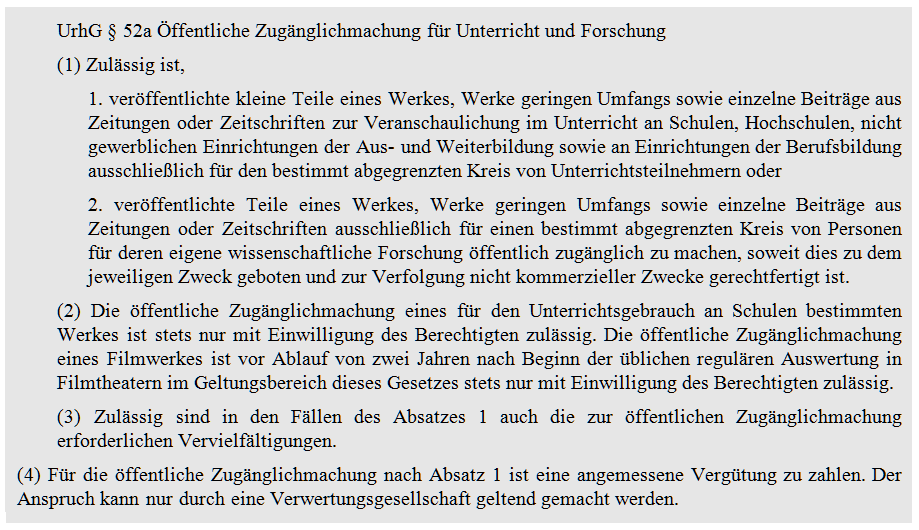 UrhG § 52a Öffentliche Zugänglichmachung für Unterricht und Forschung
(1) Zulässig ist,
1. veröffentlichte kleine Teile eines Werkes, Werke geringen Umfangs sowie einzelne Beiträge aus
Zeitungen oder Zeitschriften zur Veranschaulichung im Unterricht an Schulen, Hochschulen, nicht
gewerblichen Einrichtungen der Aus- und Weiterbildung sowie an Einrichtungen der Berufsbildung
ausschließlich für den bestimmt abgegrenzten Kreis von Unterrichtsteilnehmern oder
2. veröffentlichte Teile eines Werkes, Werke geringen Umfangs sowie einzelne Beiträge aus
Zeitungen oder Zeitschriften ausschließlich für einen bestimmt abgegrenzten Kreis von Personen
für deren eigene wissenschaftliche Forschung öffentlich zugänglich zu machen, soweit dies zu dem
jeweiligen Zweck geboten und zur Verfolgung nicht kommerzieller Zwecke gerechtfertigt ist.
(2) Die öffentliche Zugänglichmachung eines für den Unterrichtsgebrauch an Schulen bestimmten
Werkes ist stets nur mit Einwilligung des Berechtigten zulässig. Die öffentliche Zugänglichmachung
eines Filmwerkes ist vor Ablauf von zwei Jahren nach Beginn der üblichen regulären Auswertung in
Filmtheatern im Geltungsbereich dieses Gesetzes stets nur mit Einwilligung des Berechtigten zulässig.
(3) Zulässig sind in den Fällen des Absatzes 1 auch die zur öffentlichen Zugänglichmachung
erforderlichen Vervielfältigungen.
(4) Für die öffentliche Zugänglichmachung nach Absatz 1 ist eine angemessene Vergütung zu zahlen. Der
Anspruch kann nur durch eine Verwertungsgesellschaft geltend gemacht werden.